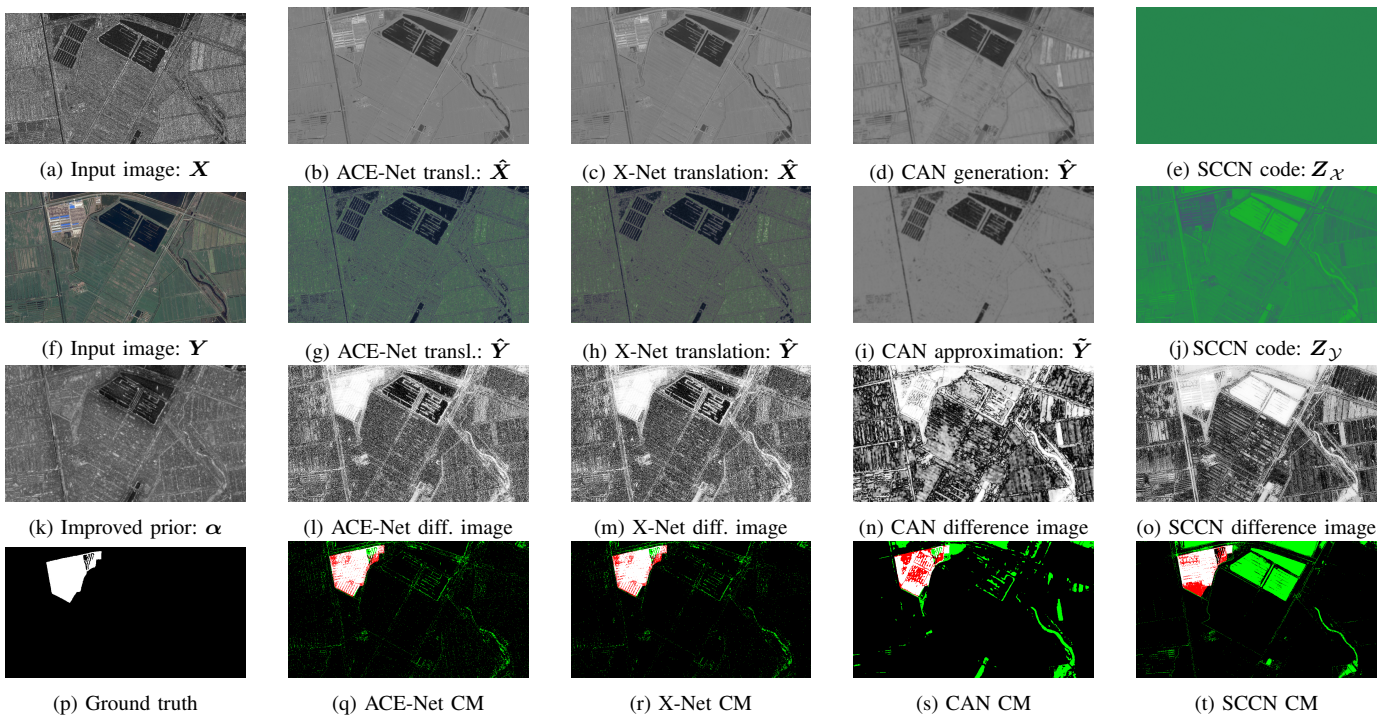 (a) Input image: X
(b) ACE-Net transl.: X̂
(c) X-Net translation: X̂
(d) CAN generation: Ŷ
(e) SCCN code: Z_𝒳
(f) Input image: Y
(g) ACE-Net transl.: Ŷ
(h) X-Net translation: Ŷ
(i) CAN approximation: Ỹ
(j) SCCN code: Z_𝒴
(k) Improved prior: α
(l) ACE-Net diff. image
(m) X-Net diff. image
(n) CAN difference image
(o) SCCN difference image
(p) Ground truth
(q) ACE-Net CM
(r) X-Net CM
(s) CAN CM
(t) SCCN CM